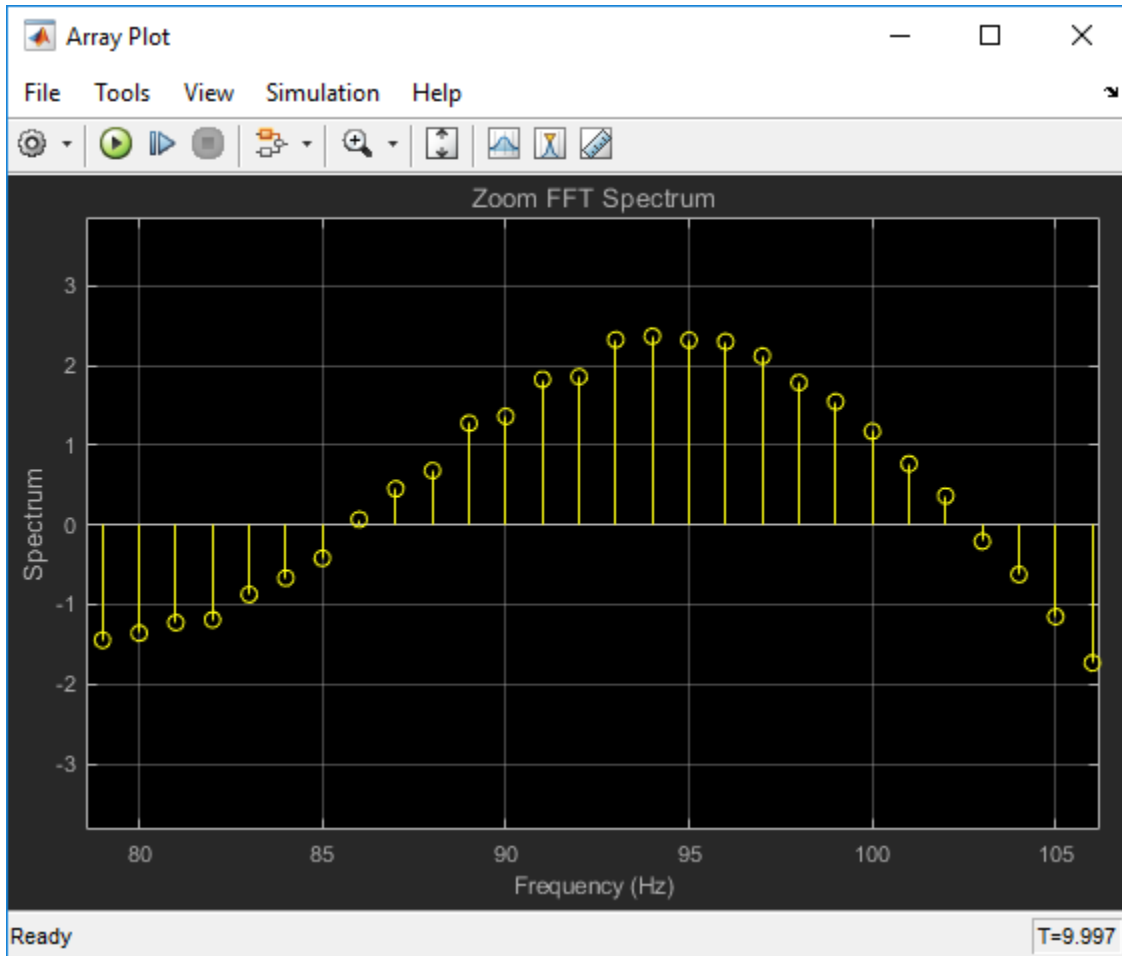 Array Plot
File Tools View Simulation Help
Zoom FFT Spectrum
3
2
1
0
-1
-2
-3
Spectrum
80 85 90 95 100 105
Frequency (Hz)
Ready T=9.997